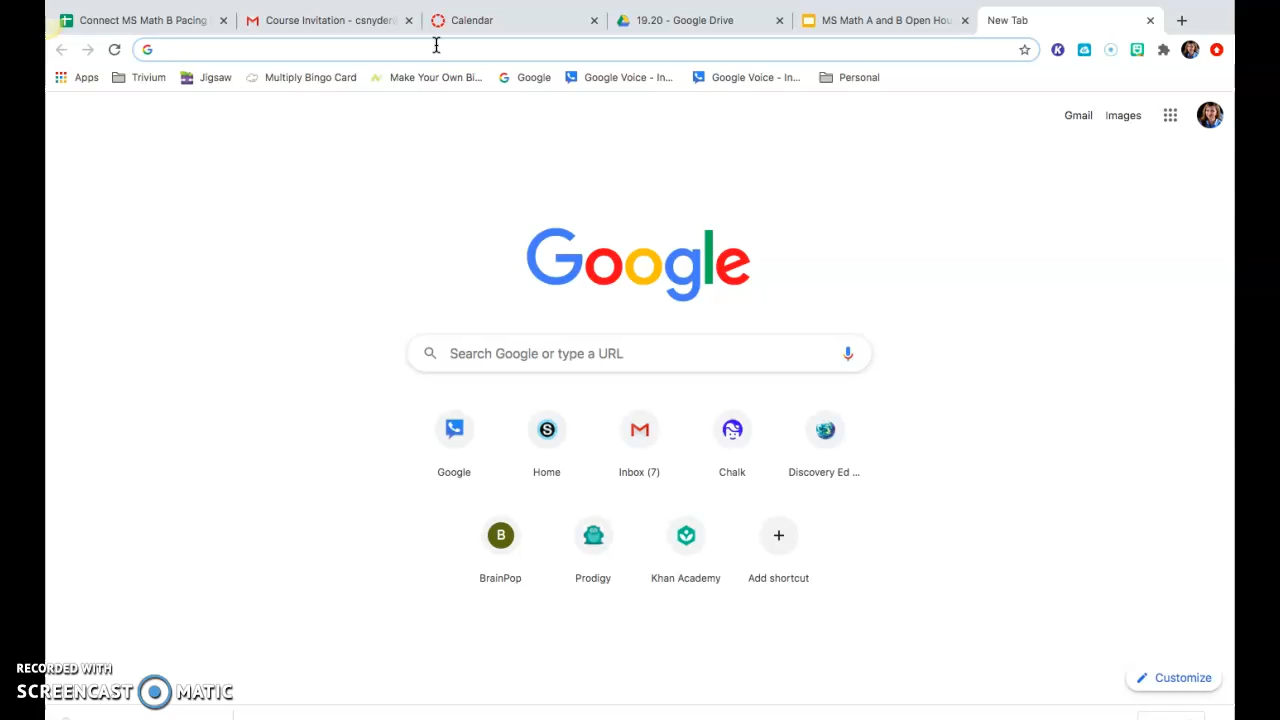 Connect MS Math B Pacing
Course Invitation - csnyder
Calendar
19.20 - Google Drive
MS Math A and B Open Hou
New Tab
Apps
Trivium
Jigsaw
Multiply Bingo Card
Make Your Own Bi...
Google
Google Voice - In...
Google Voice - In...
Personal
Gmail
Images
Google
Search Google or type a URL
Google
Home
Inbox (7)
Chalk
Discovery Ed ...
B
BrainPop
Prodigy
Khan Academy
Add shortcut
Customize
RECORDED WITH
SCREENCAST MATIC